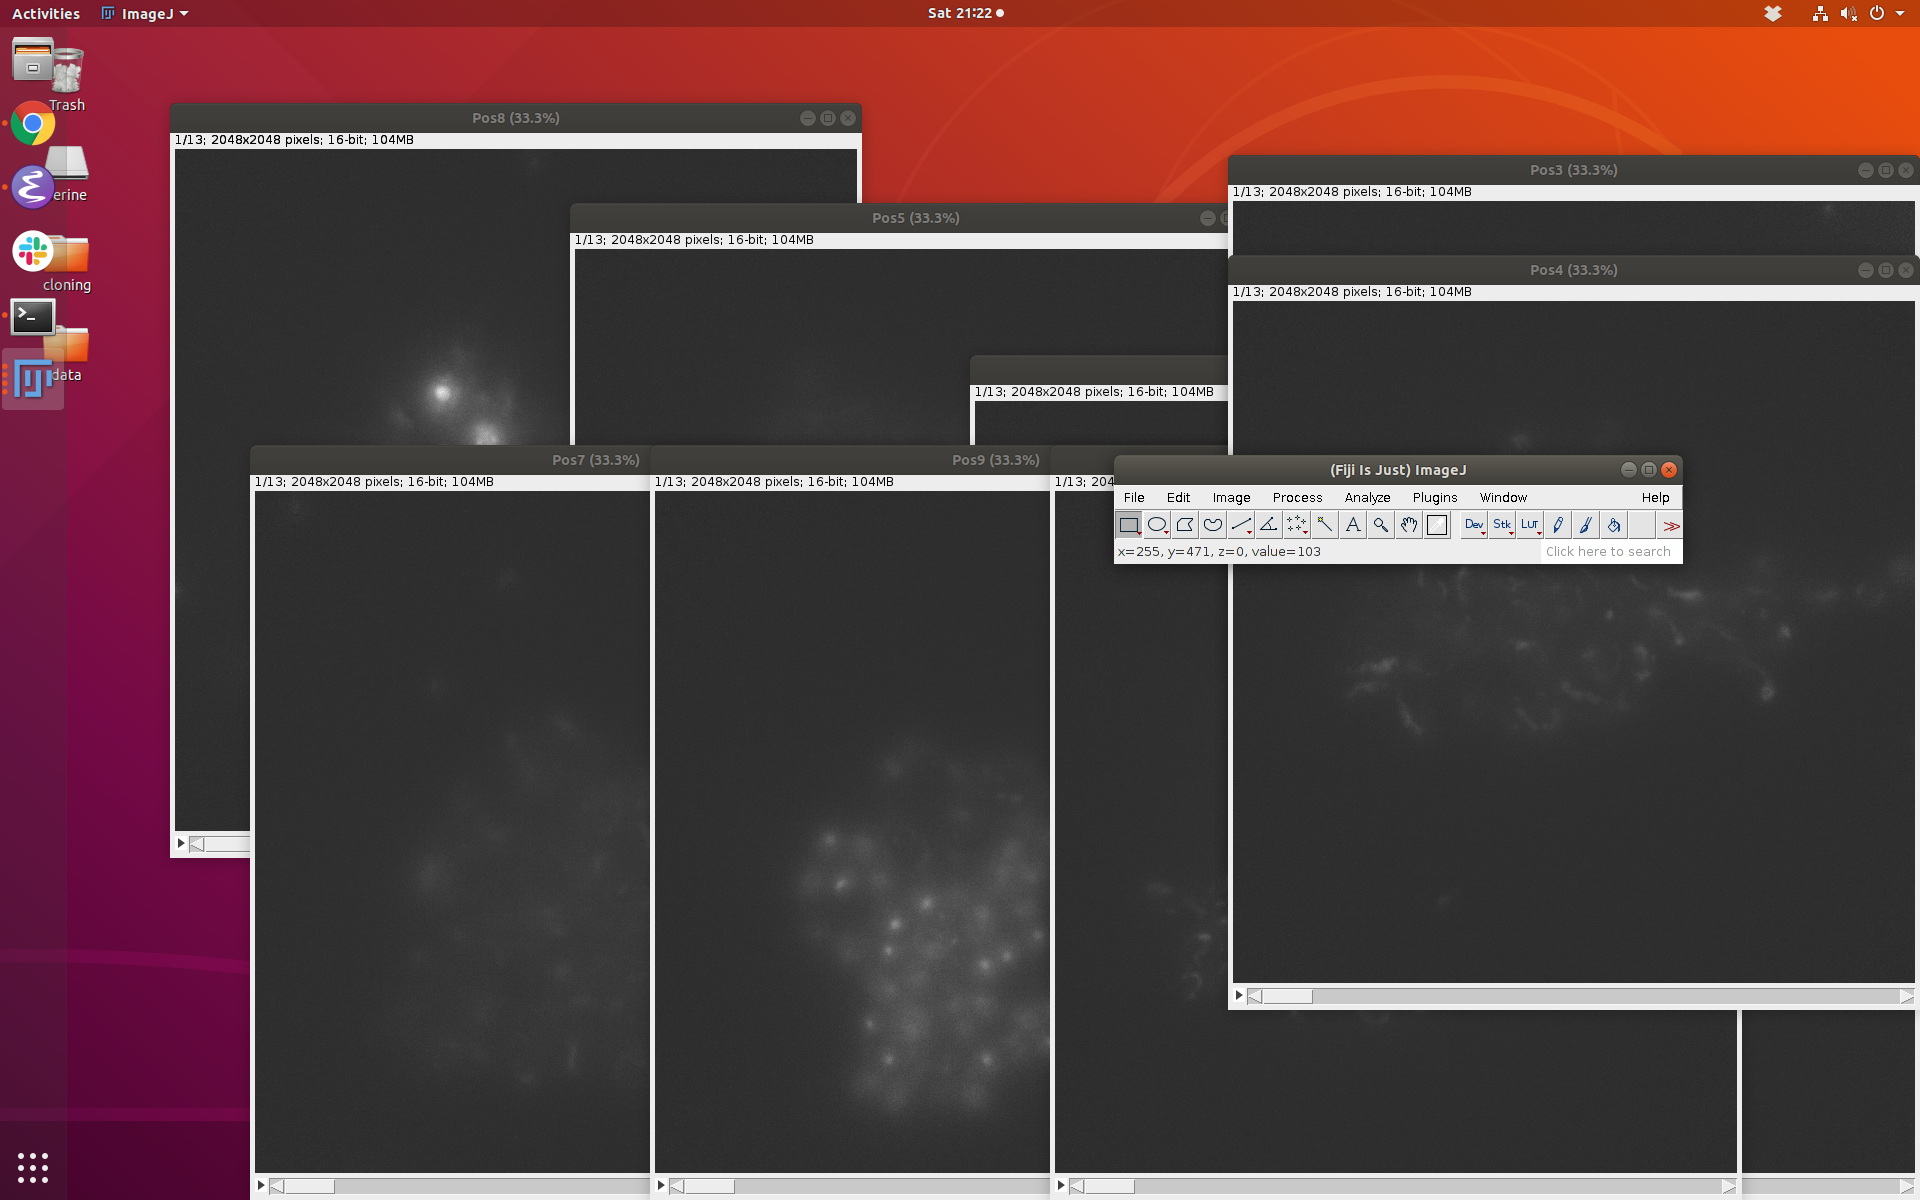 Activities
ImageJ
Sat 21:22
Trash
erine
cloning
data
Pos8 (33.3%)
1/13; 2048x2048 pixels; 16-bit; 104MB
Pos3 (33.3%)
1/13; 2048x2048 pixels; 16-bit; 104MB
Pos5 (33.3%)
1/13; 2048x2048 pixels; 16-bit; 104MB
Pos4 (33.3%)
1/13; 2048x2048 pixels; 16-bit; 104MB
1/13; 2048x2048 pixels; 16-bit; 104MB
Pos7 (33.3%)
1/13; 2048x2048 pixels; 16-bit; 104MB
Pos9 (33.3%)
1/13; 2048x2048 pixels; 16-bit; 104MB
1/13; 204
(Fiji Is Just) ImageJ
File Edit Image Process Analyze Plugins Window Help
A Dev Stk LUT
x=255, y=471, z=0, value=103
Click here to search